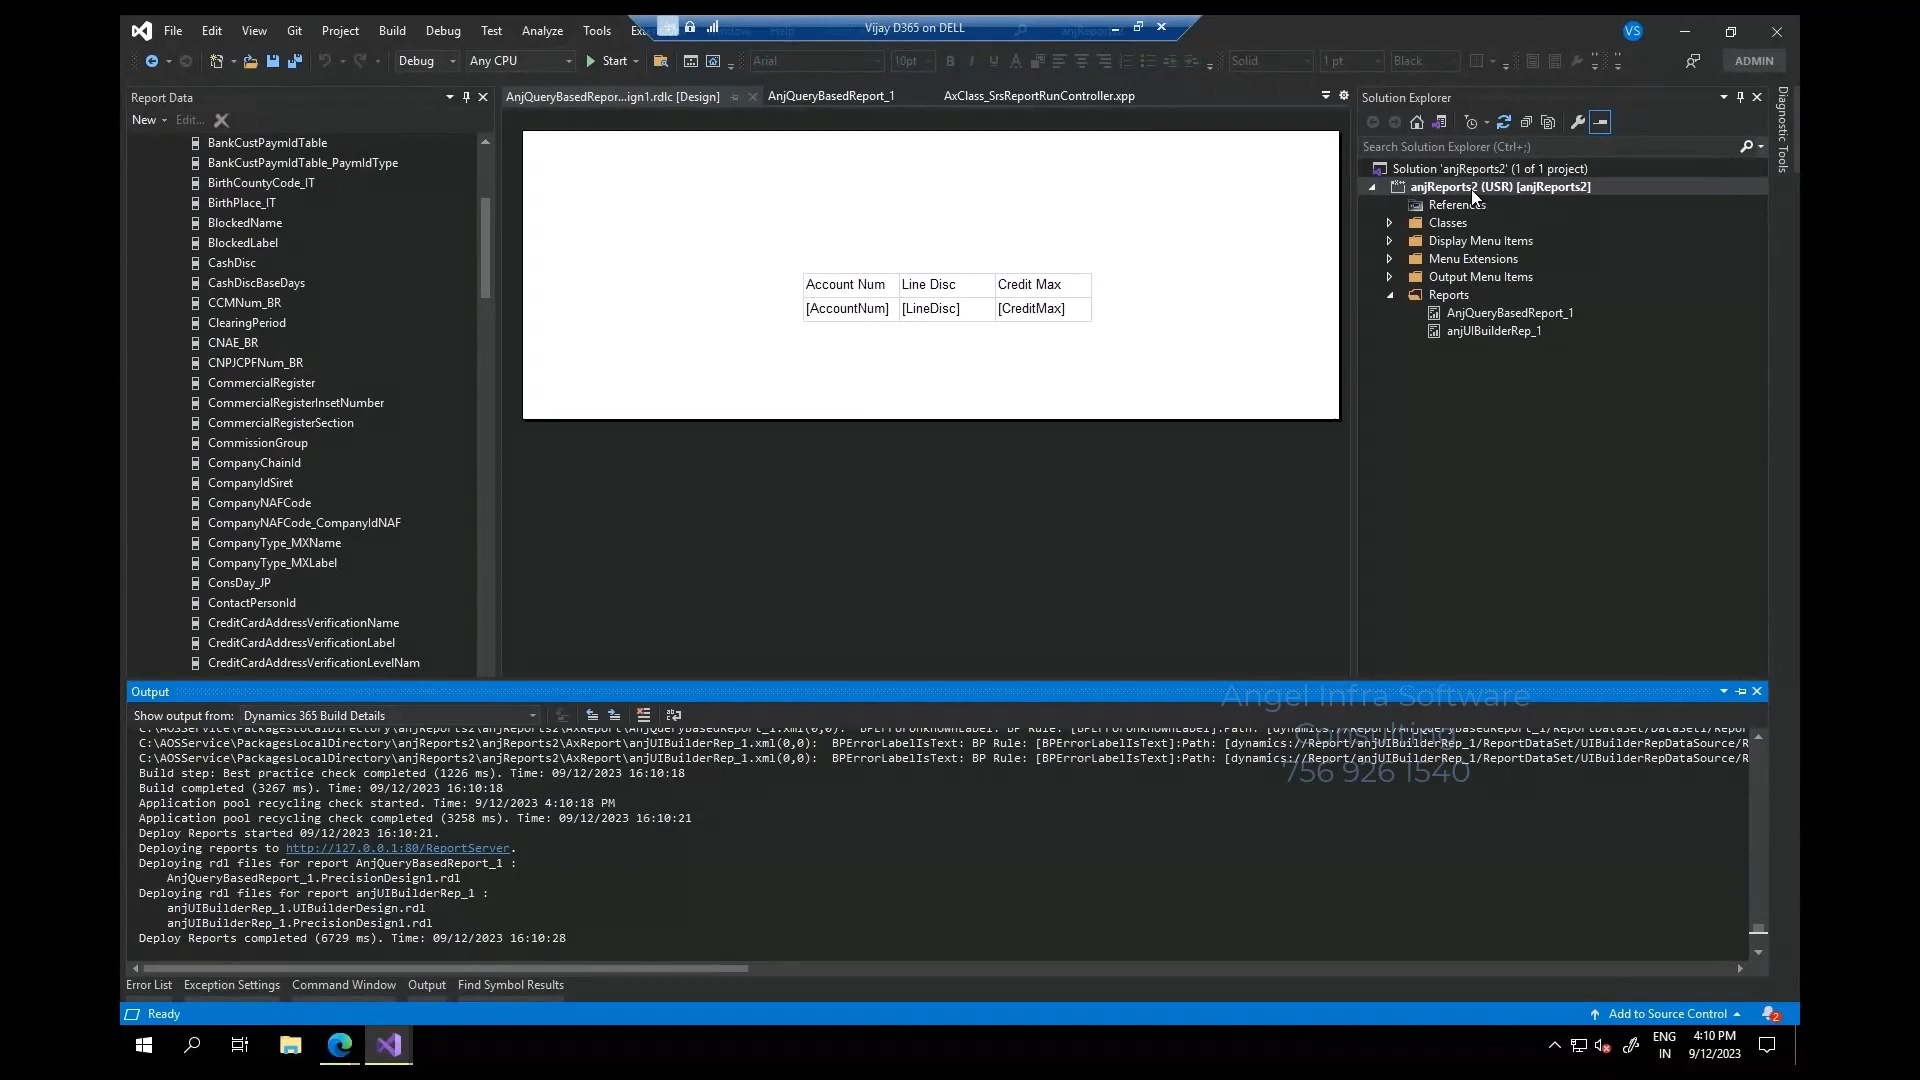 File Edit View Git Project Build Debug Test Analyze Tools
Vijay D365 on DELL
VS
Debug Any CPU Start Arial 10pt Solid 1 pt Black ADMIN
Report Data
New Edit...
BankCustPaymIdTable
BankCustPaymIdTable_PaymIdType
BirthCountyCode_IT
BirthPlace_IT
BlockedName
BlockedLabel
CashDisc
CashDiscBaseDays
CCMNum_BR
ClearingPeriod
CNAE_BR
CNPJCPFNum_BR
CommercialRegister
CommercialRegisterInsetNumber
CommercialRegisterSection
CommissionGroup
CompanyChainId
CompanyIdSiret
CompanyNAFCode
CompanyNAFCode_CompanyIdNAF
CompanyType_MXName
CompanyType_MXLabel
ConsDay_JP
ContactPersonId
CreditCardAddressVerificationName
CreditCardAddressVerificationLabel
CreditCardAddressVerificationLevelNam
AnjQueryBasedRepor...ign1.rdlc [Design] AnjQueryBasedReport_1 AxClass_SrsReportRunController.xpp
Account Num Line Disc Credit Max
[AccountNum] [LineDisc] [CreditMax]
Solution Explorer
Search Solution Explorer (Ctrl+;)
Solution 'anjReports2' (1 of 1 project)
anjReports2 (USR) [anjReports2]
References
Classes
Display Menu Items
Menu Extensions
Output Menu Items
Reports
AnjQueryBasedReport_1
anjUIBuilderRep_1
Diagnostic Tools
Output
Show output from: Dynamics 365 Build Details
C:\AOSService\PackagesLocalDirectory\anjReports2\anjReports2\AxReport\anjUIBuilderRep_1.xml(0,0): BPErrorLabelIsText: BP Rule: [BPErrorLabelIsText]:Path: [dynamics://Report/anjUIBuilderRep_1/ReportDataSet/UIBuilderRepDataSource/R
C:\AOSService\PackagesLocalDirectory\anjReports2\anjReports2\AxReport\anjUIBuilderRep_1.xml(0,0): BPErrorLabelIsText: BP Rule: [BPErrorLabelIsText]:Path: [dynamics://Report/anjUIBuilderRep_1/ReportDataSet/UIBuilderRepDataSource/R
Build step: Best practice check completed (1226 ms). Time: 09/12/2023 16:10:18
Build completed (3267 ms). Time: 09/12/2023 16:10:18
Application pool recycling check started. Time: 9/12/2023 4:10:18 PM
Application pool recycling check completed (3258 ms). Time: 09/12/2023 16:10:21
Deploy Reports started 09/12/2023 16:10:21.
Deploying reports to http://127.0.0.1:80/ReportServer.
Deploying rdl files for report AnjQueryBasedReport_1 :
AnjQueryBasedReport_1.PrecisionDesign1.rdl
Deploying rdl files for report anjUIBuilderRep_1 :
anjUIBuilderRep_1.UIBuilderDesign.rdl
anjUIBuilderRep_1.PrecisionDesign1.rdl
Deploy Reports completed (6729 ms). Time: 09/12/2023 16:10:28
Angel Infra Software
Consulting
756 926 1540
Error List Exception Settings Command Window Output Find Symbol Results
Ready
Add to Source Control
2
ENG
IN
4:10 PM
9/12/2023